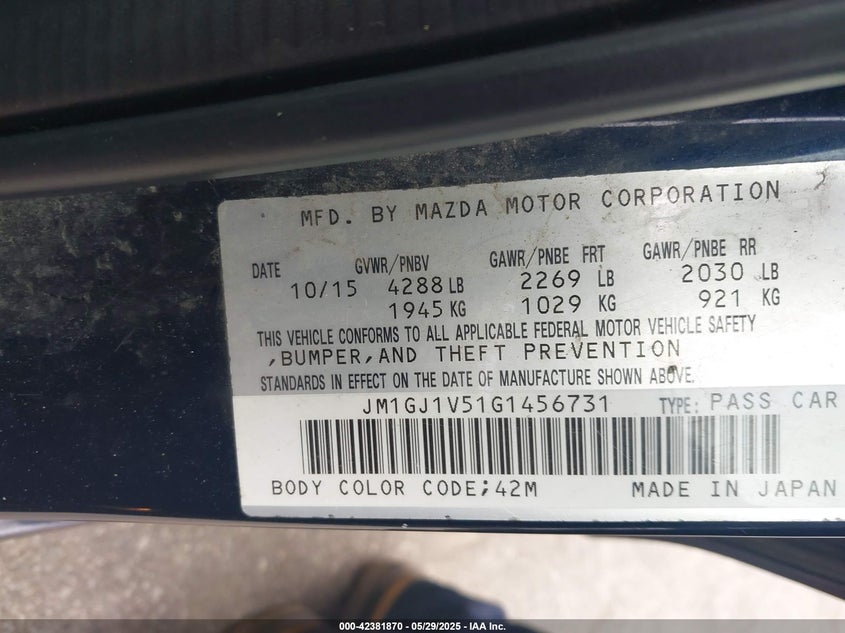 MFD. BY MAZDA MOTOR CORPORATION
DATE GVWR/PNBV GAWR/PNBE FRT GAWR/PNBE RR
10/15 4288 LB 2269 LB 2030 LB
1945 KG 1029 KG 921 KG
THIS VEHICLE CONFORMS TO ALL APPLICABLE FEDERAL MOTOR VEHICLE SAFETY
,BUMPER,AND THEFT PREVENTION
STANDARDS IN EFFECT ON THE DATE OF MANUFACTURE SHOWN ABOVE.
JM1GJ1V51G1456731 TYPE: PASS CAR
BODY COLOR CODE;42M MADE IN JAPAN
000-42381870 - 05/29/2025 - IAA Inc.